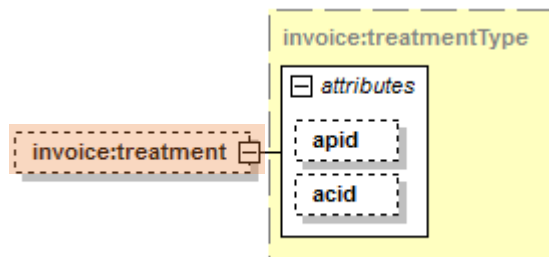 invoice:treatmentType
attributes
invoice:treatment
apid
acid